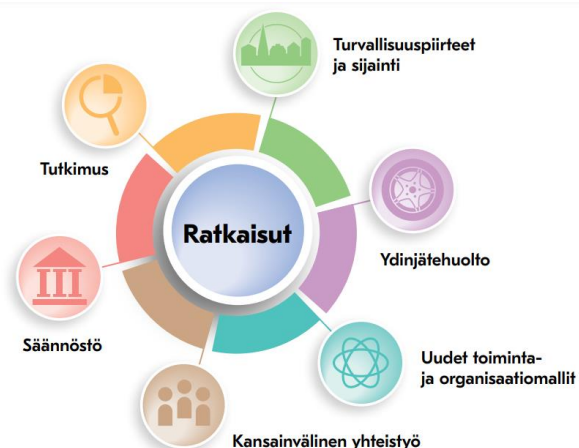 Turvallisuuspiirteet
ja sijainti
Tutkimus
Ratkaisut
Ydinjätehuolto
Säännöstö
Uudet toiminta-
ja organisaatiomallit
Kansainvälinen yhteistyö